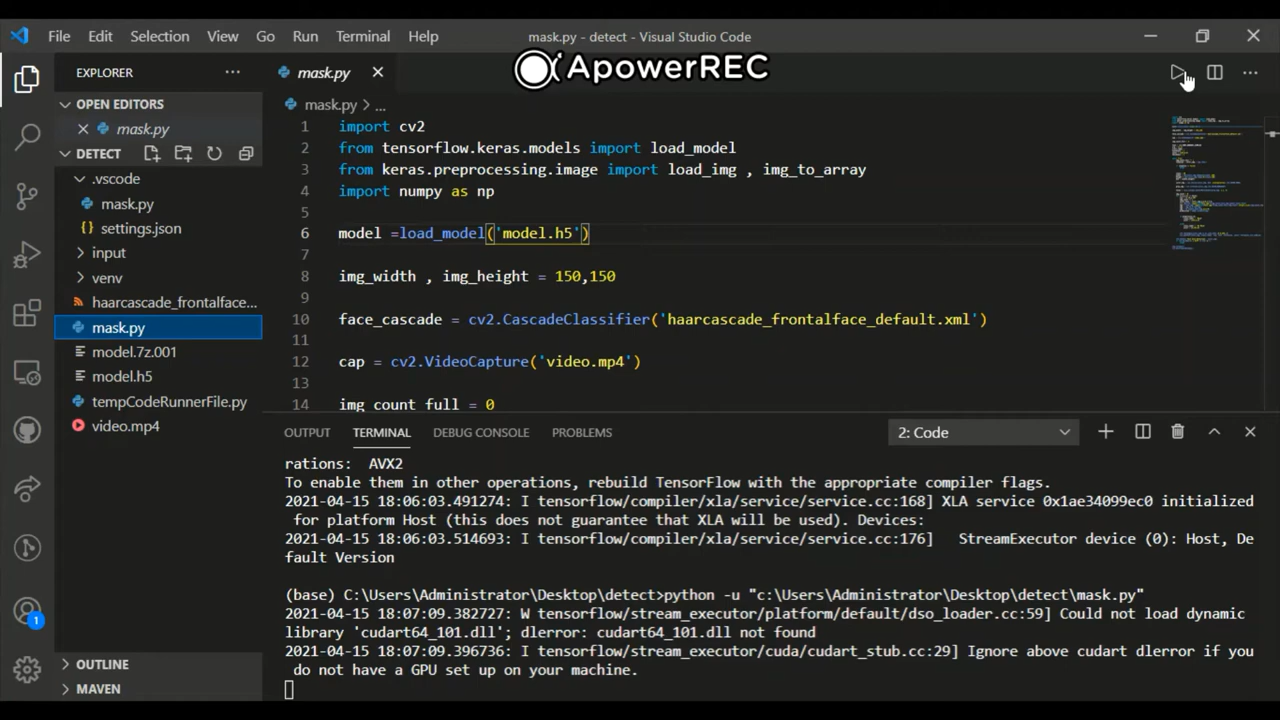 File Edit Selection View Go Run Terminal Help
mask.py - detect - Visual Studio Code
ApowerREC
EXPLORER
OPEN EDITORS
mask.py
DETECT
.vscode
mask.py
settings.json
input
venv
haarcascade_frontalface...
mask.py
model.7z.001
model.h5
tempCodeRunnerFile.py
video.mp4
OUTLINE
MAVEN
1
mask.py
mask.py > ...
1 import cv2
2 from tensorflow.keras.models import load_model
3 from keras.preprocessing.image import load_img , img_to_array
4 import numpy as np
5
6 model =load_model('model.h5')
7
8 img_width , img_height = 150,150
9
10 face_cascade = cv2.CascadeClassifier('haarcascade_frontalface_default.xml')
11
12 cap = cv2.VideoCapture('video.mp4')
13
14 img_count_full = 0
OUTPUT TERMINAL DEBUG CONSOLE PROBLEMS 2: Code
rations: AVX2
To enable them in other operations, rebuild TensorFlow with the appropriate compiler flags.
2021-04-15 18:06:03.491274: I tensorflow/compiler/xla/service/service.cc:168] XLA service 0x1ae34099ec0 initialized
for platform Host (this does not guarantee that XLA will be used). Devices:
2021-04-15 18:06:03.514693: I tensorflow/compiler/xla/service/service.cc:176] StreamExecutor device (0): Host, De
fault Version
(base) C:\Users\Administrator\Desktop\detect>python -u "c:\Users\Administrator\Desktop\detect\mask.py"
2021-04-15 18:07:09.382727: W tensorflow/stream_executor/platform/default/dso_loader.cc:59] Could not load dynamic
library 'cudart64_101.dll'; dlerror: cudart64_101.dll not found
2021-04-15 18:07:09.396736: I tensorflow/stream_executor/cuda/cudart_stub.cc:29] Ignore above cudart dlerror if you
do not have a GPU set up on your machine.